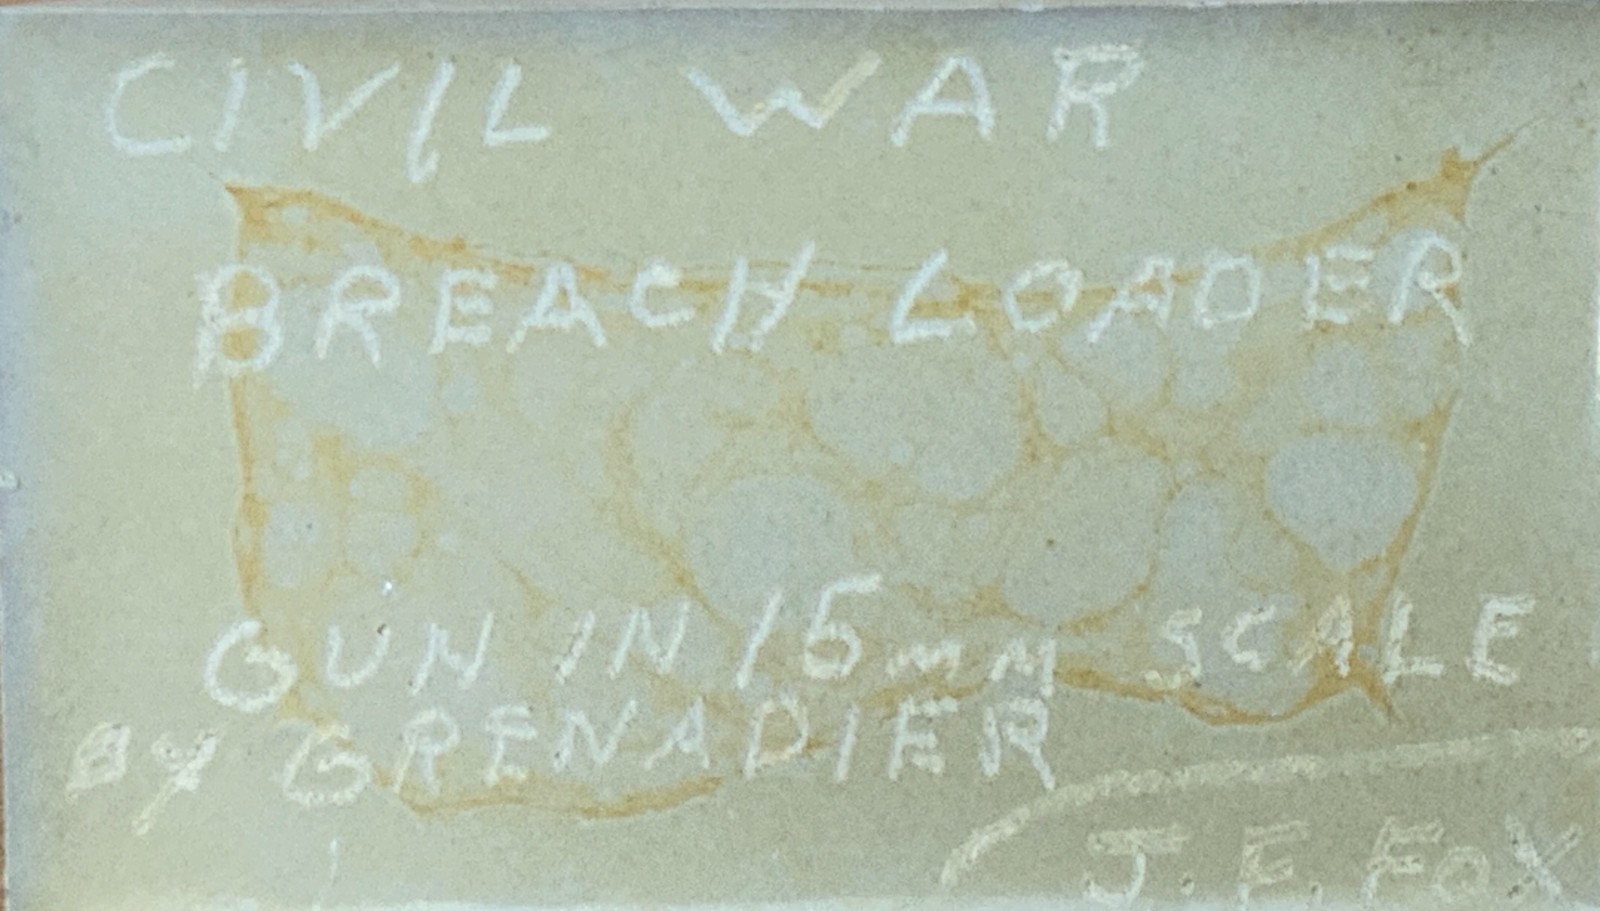 CIVIL WAR
BREACH LOADER
GUN IN 15mm SCALE
BY GRENADIER
J.F. FOX